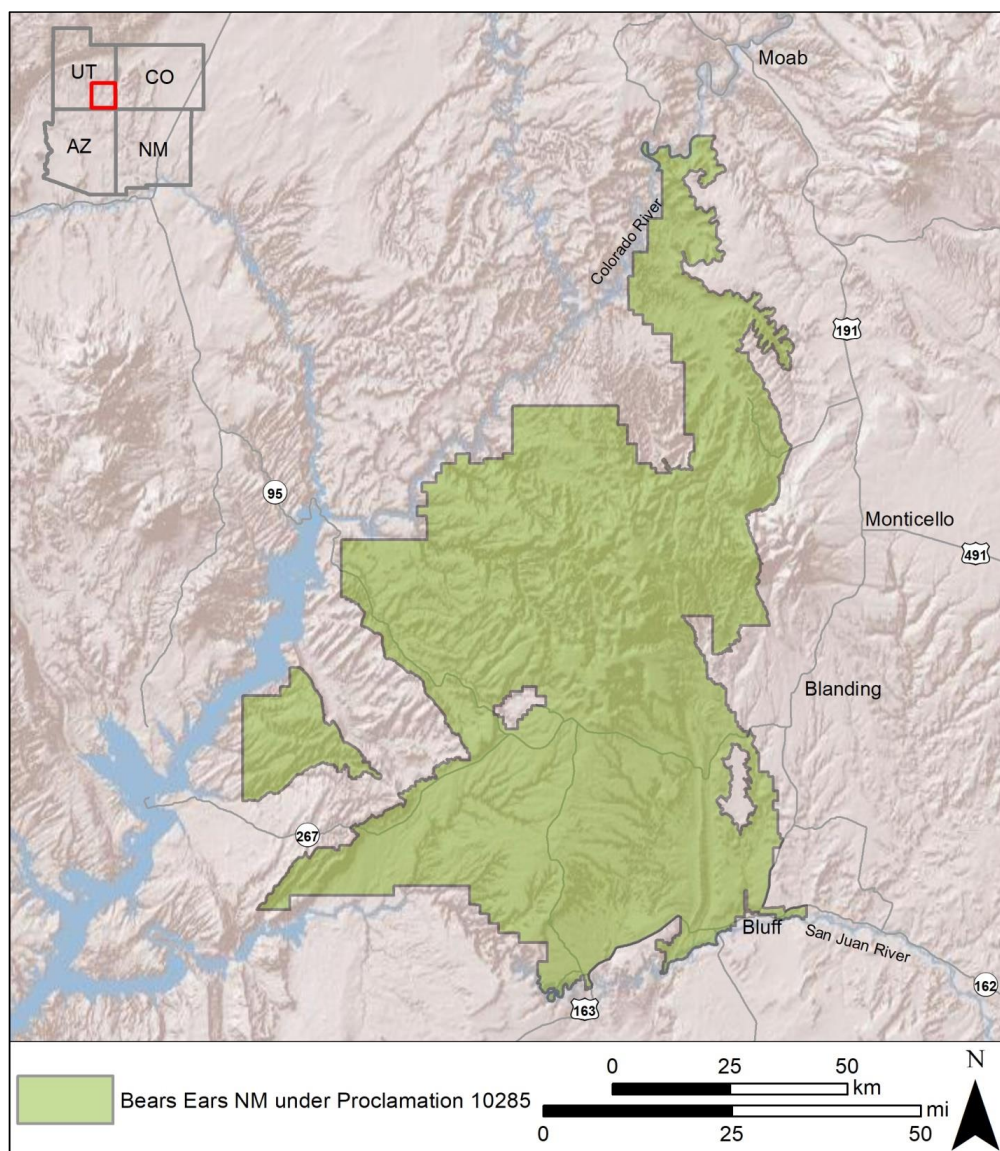 UT
CO
AZ
NM
Moab
Colorado River
191
95
Monticello
491
Blanding
267
Bluff
San Juan River
162
163
Bears Ears NM under Proclamation 10285
0 25 50
km
mi
0 25 50
N